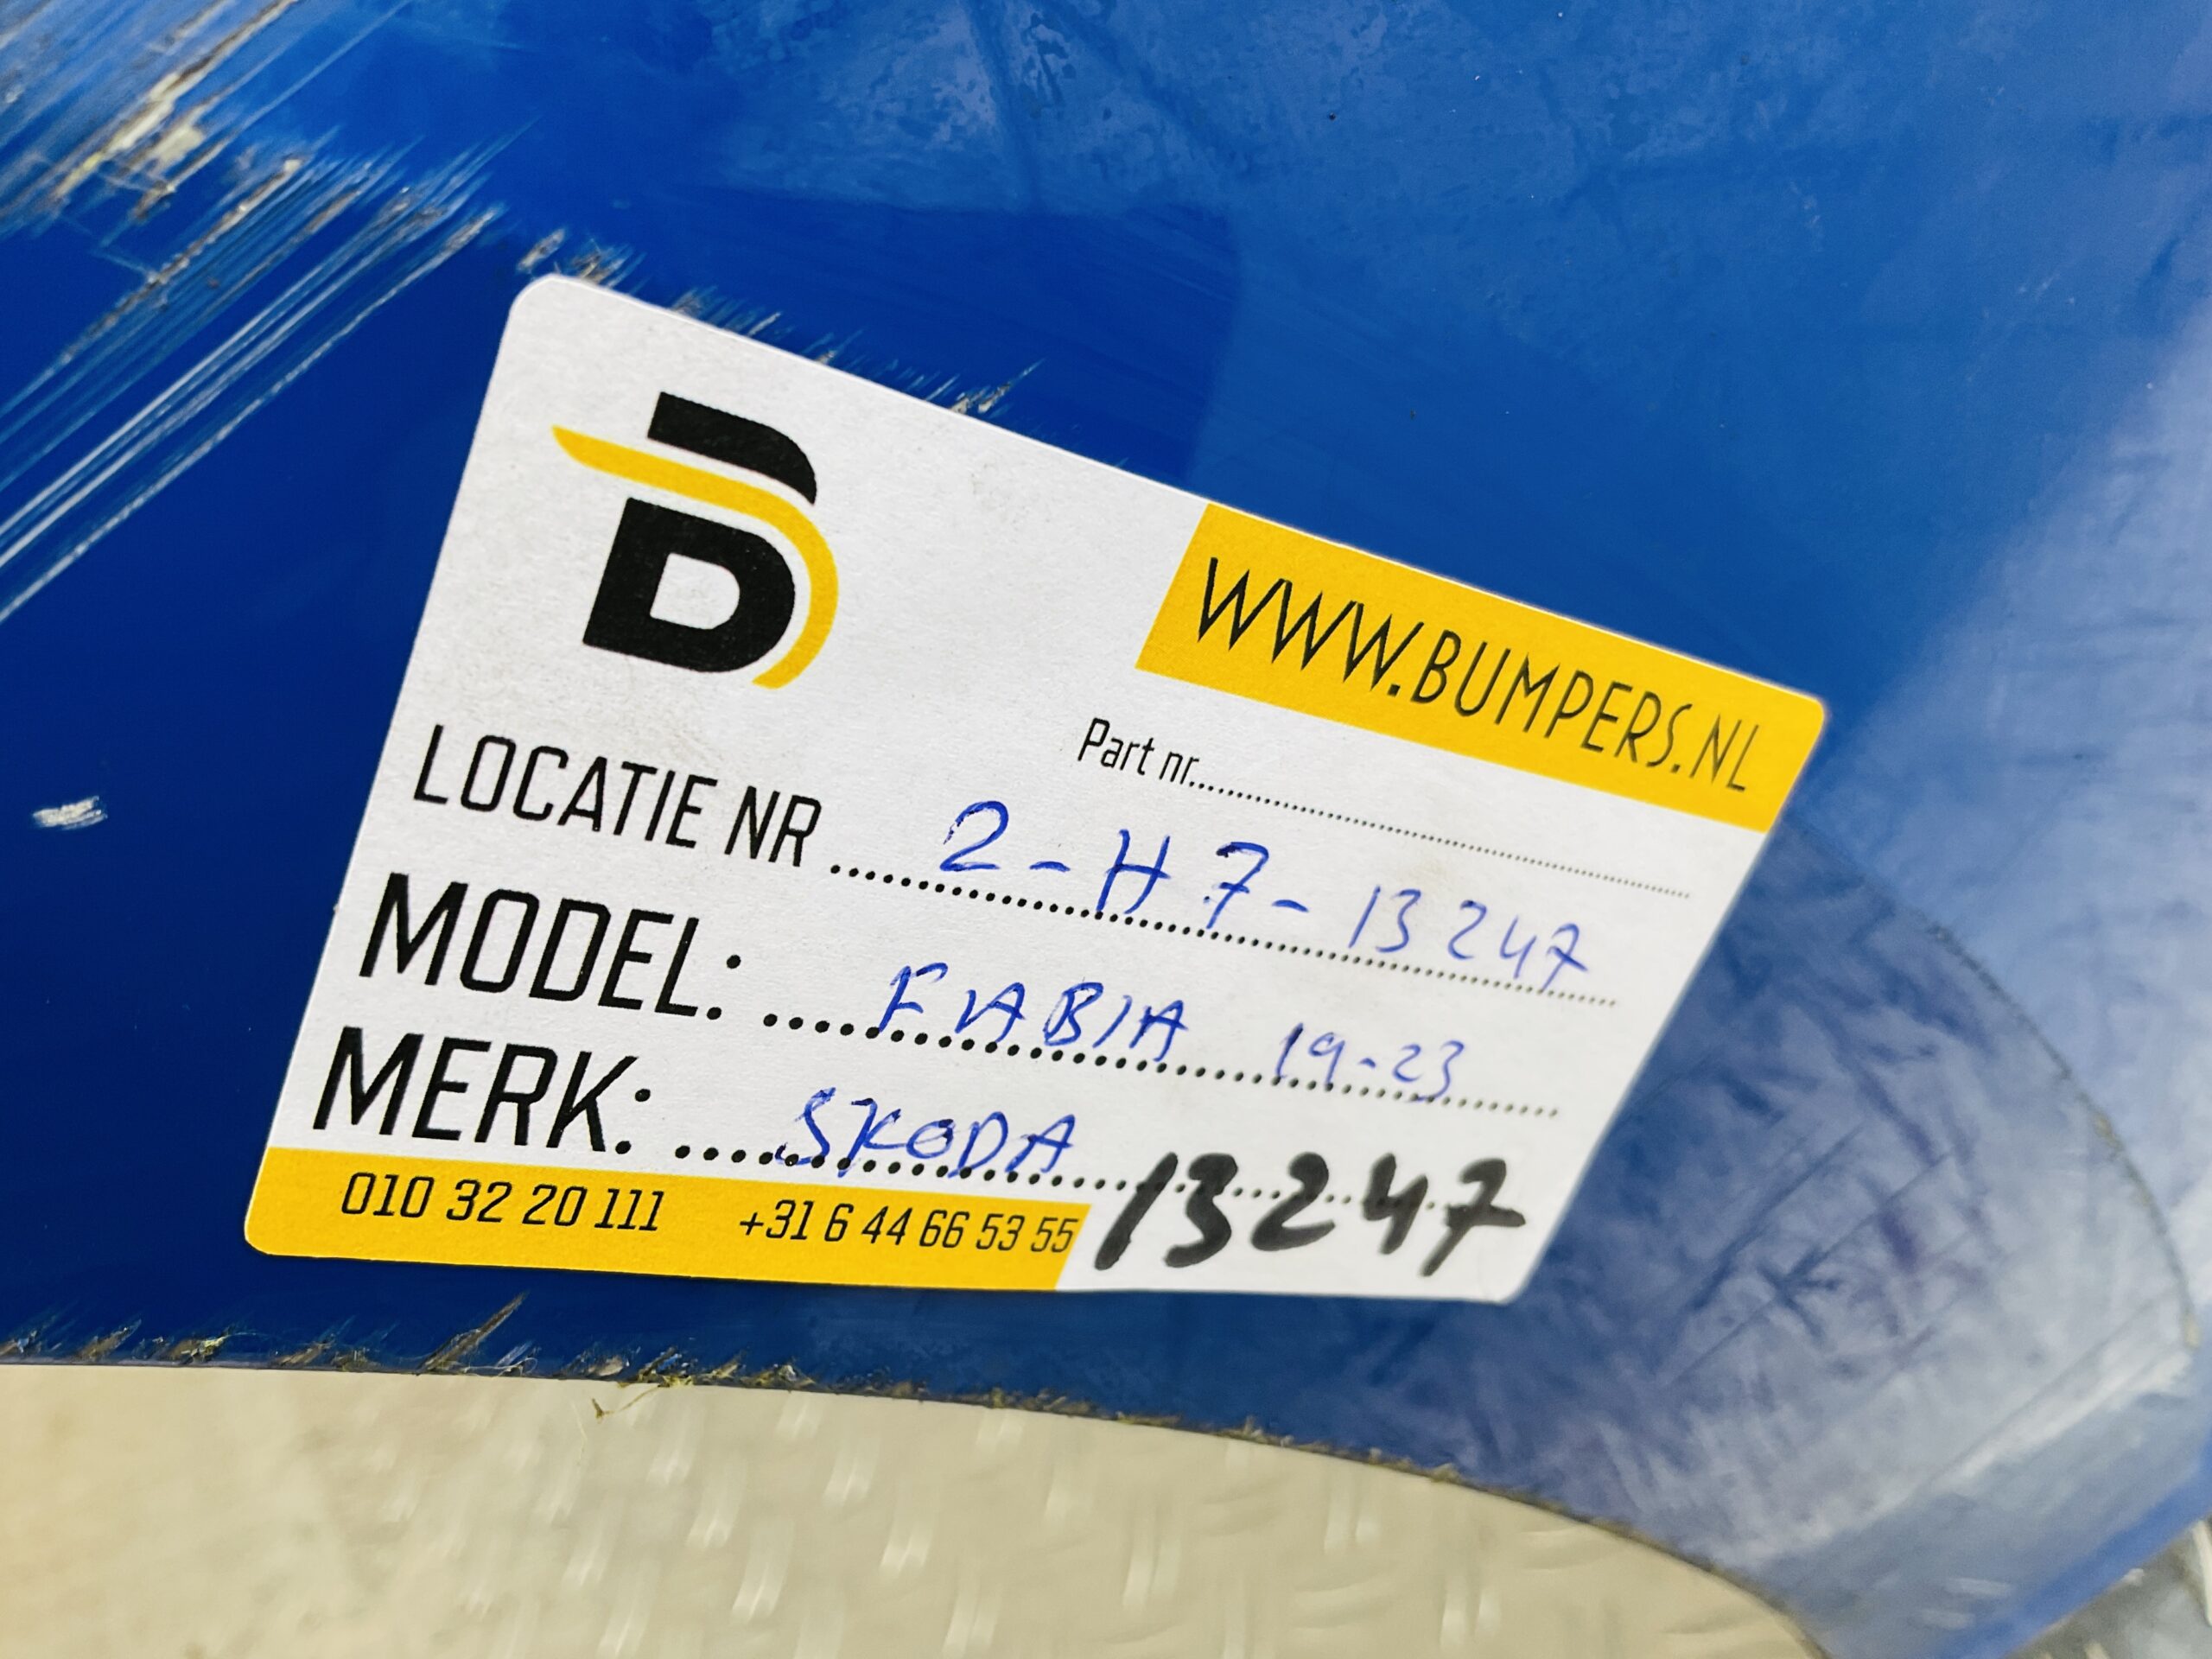 B
WWW.BUMPERS.NL
Part nr..........
LOCATIE NR .... 2-H7-13247
MODEL: .... FABIA 19-23
MERK: .... SKODA
010 32 20 111 +31 6 44 66 53 55 13247